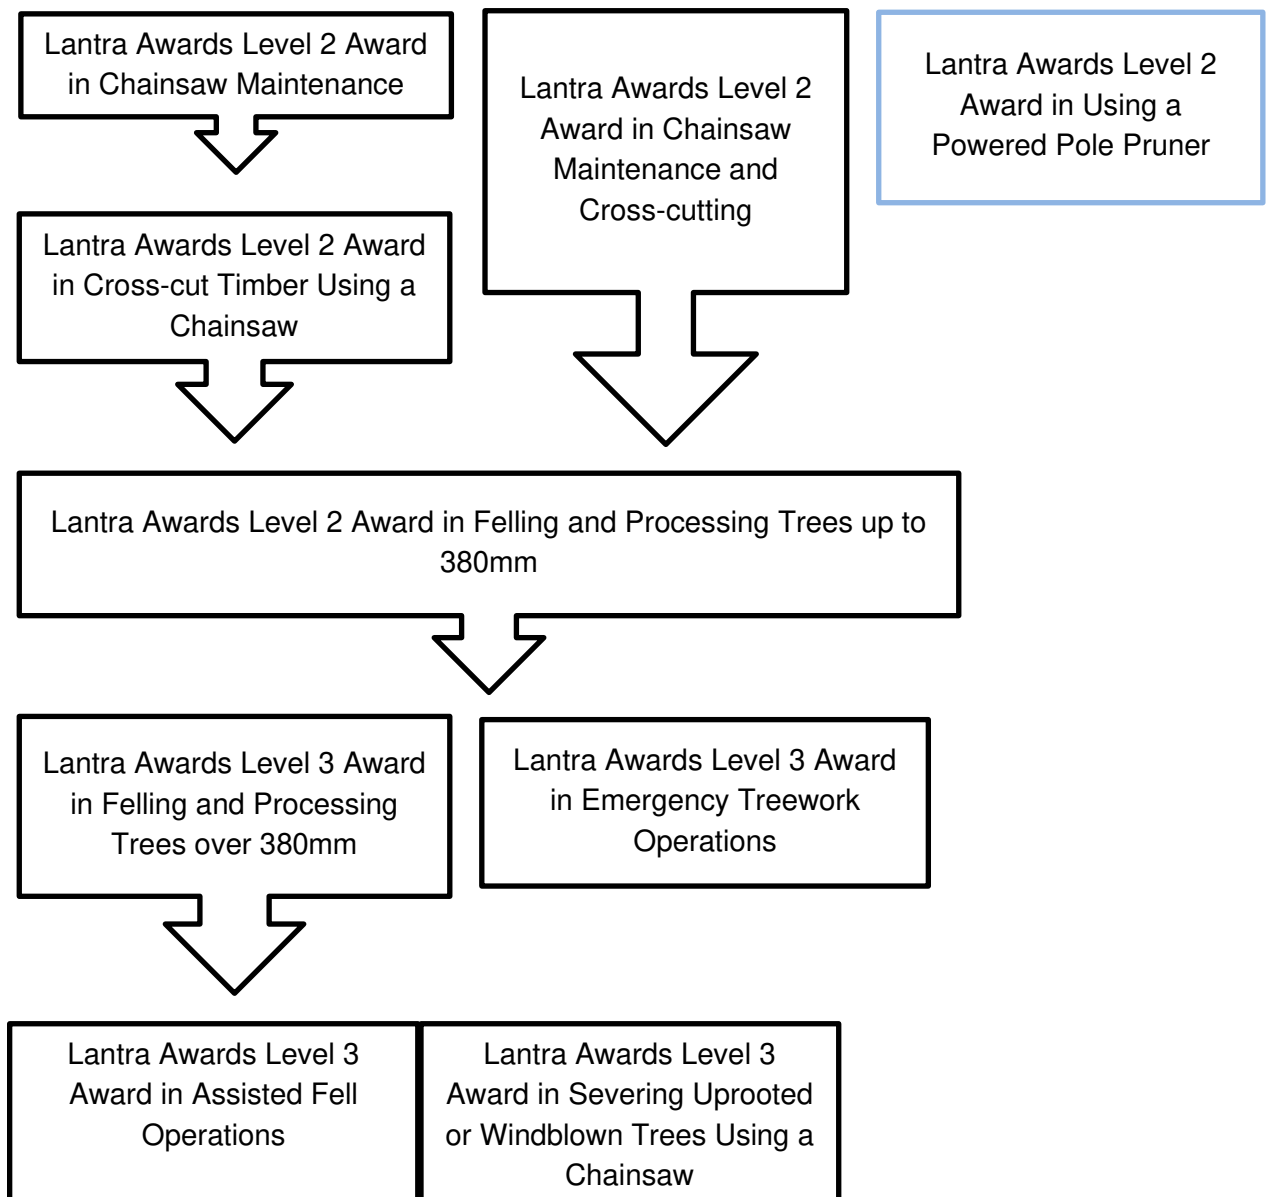 Lantra Awards Level 2 Award
in Chainsaw Maintenance
Lantra Awards Level 2
Award in Chainsaw
Maintenance and
Cross-cutting
Lantra Awards Level 2
Award in Using a
Powered Pole Pruner
Lantra Awards Level 2 Award
in Cross-cut Timber Using a
Chainsaw
Lantra Awards Level 2 Award in Felling and Processing Trees up to
380mm
Lantra Awards Level 3 Award
in Felling and Processing
Trees over 380mm
Lantra Awards Level 3 Award
in Emergency Treework
Operations
Lantra Awards Level 3
Award in Assisted Fell
Operations
Lantra Awards Level 3
Award in Severing Uprooted
or Windblown Trees Using a
Chainsaw